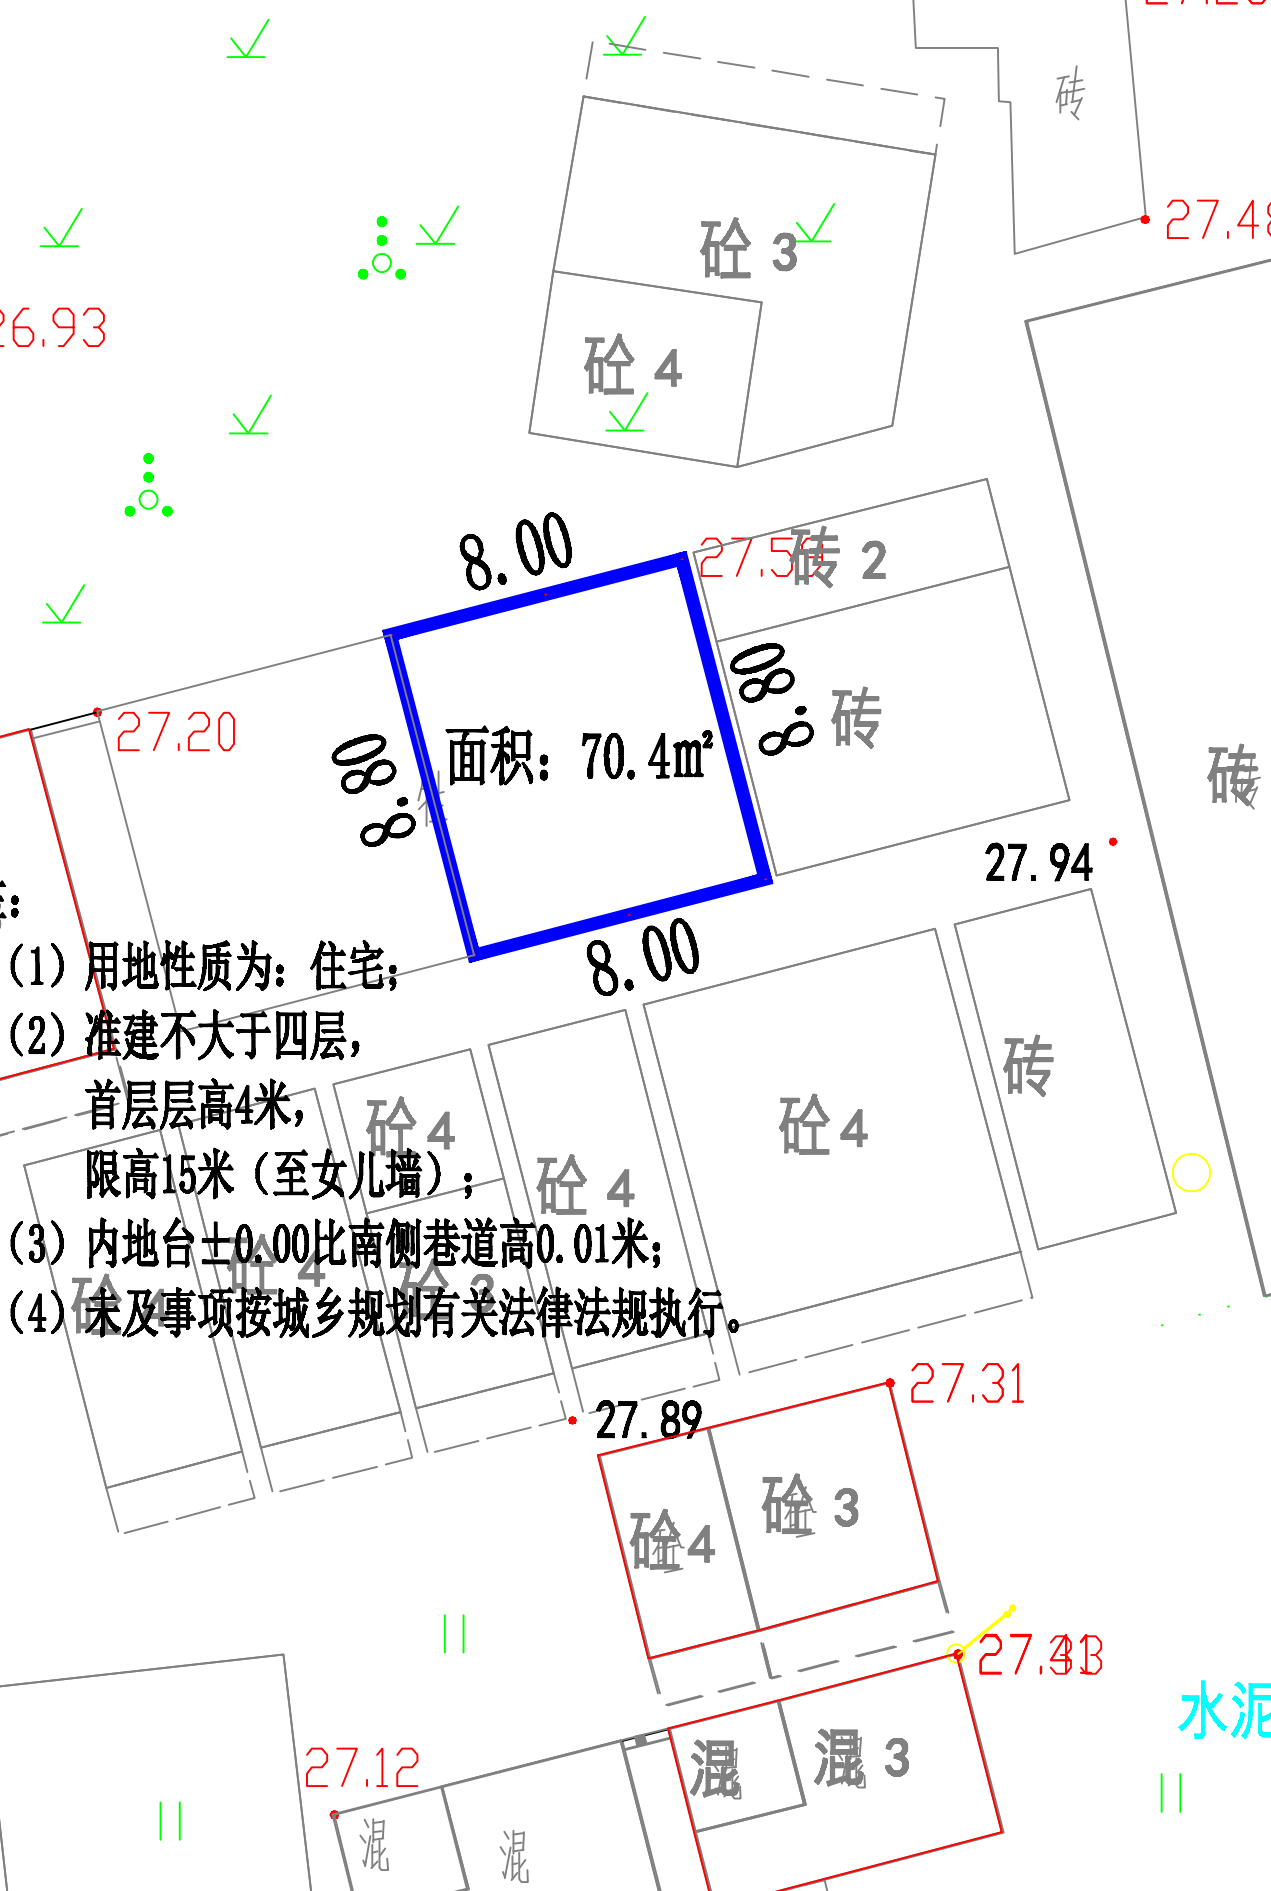 砖
27.48
砼 3
26.93
砼 4
8.00
砖 2
8.80
砖
27.20
8.80
面积：70.4㎡
砖
27.94
（1）用地性质为：住宅；
（2）准建不大于四层，
首层层高4米，
限高15米（至女儿墙）；
（3）内地台±0.00比南侧巷道高0.01米；
（4）未及事项按城乡规划有关法律法规执行。
8.00
砖
砼4
砼4
砼 4
砼 4
砼 3
砼 4
27.31
27.89
砼 3
砼4
27.12
混 3
混
水泥
混
混